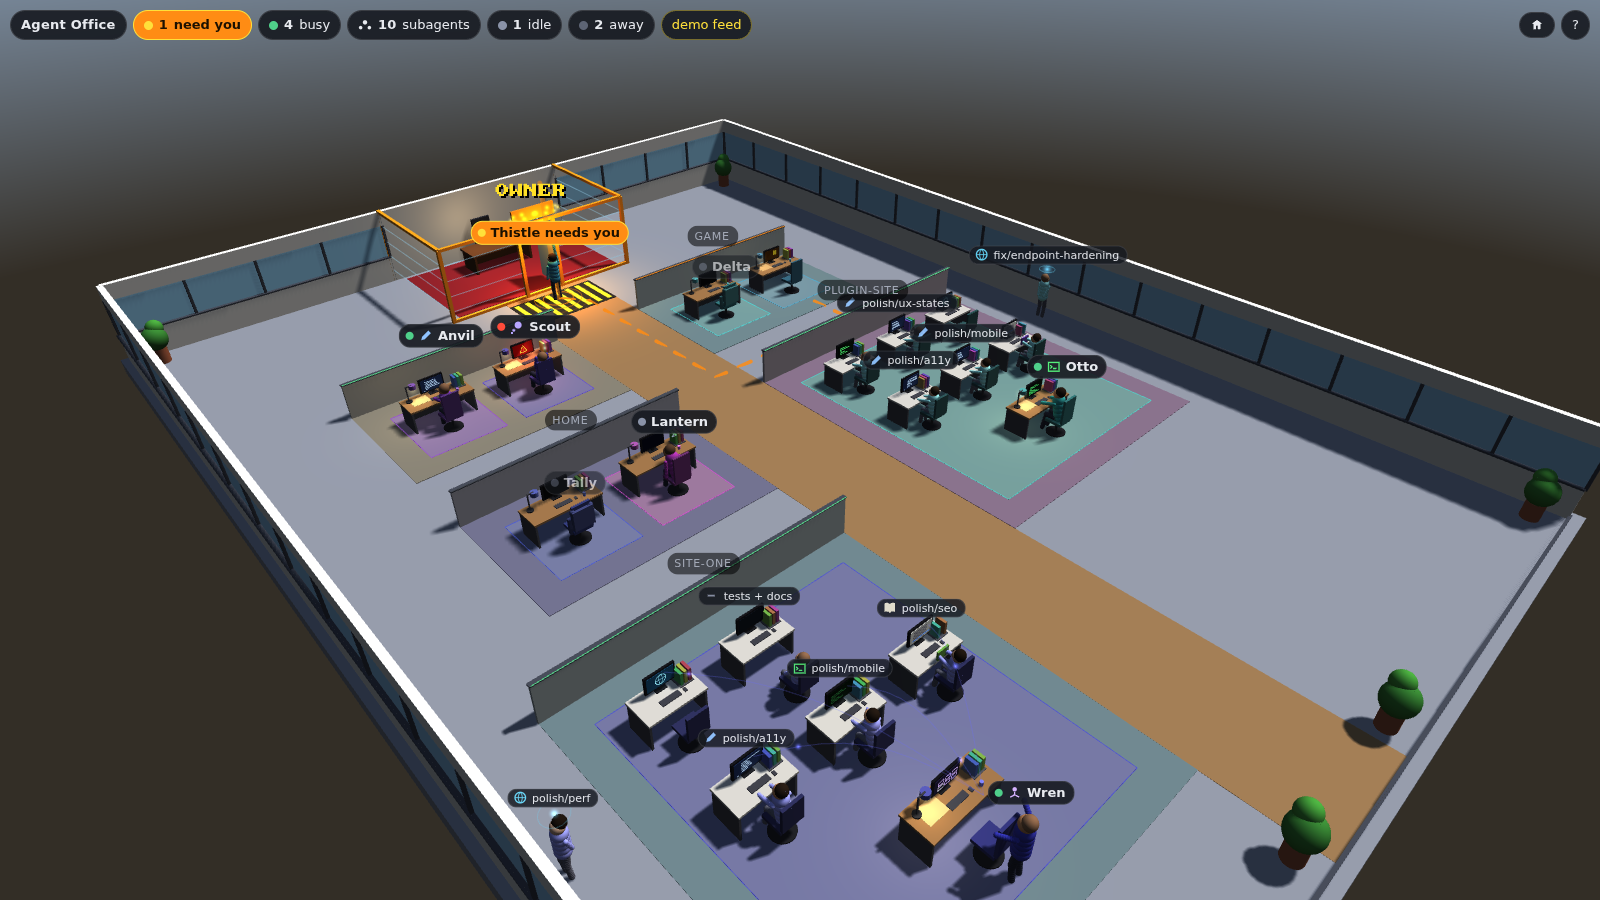 Agent Office
1 need you
4 busy
10 subagents
1 idle
2 away
demo feed
?
OWNER
Thistle needs you
GAME
Delta
fix/endpoint-hardening
PLUGIN-SITE
polish/ux-states
polish/mobile
polish/a11y
Otto
Anvil
Scout
HOME
Lantern
Tally
SITE-ONE
tests + docs
polish/seo
polish/mobile
polish/a11y
Wren
polish/perf